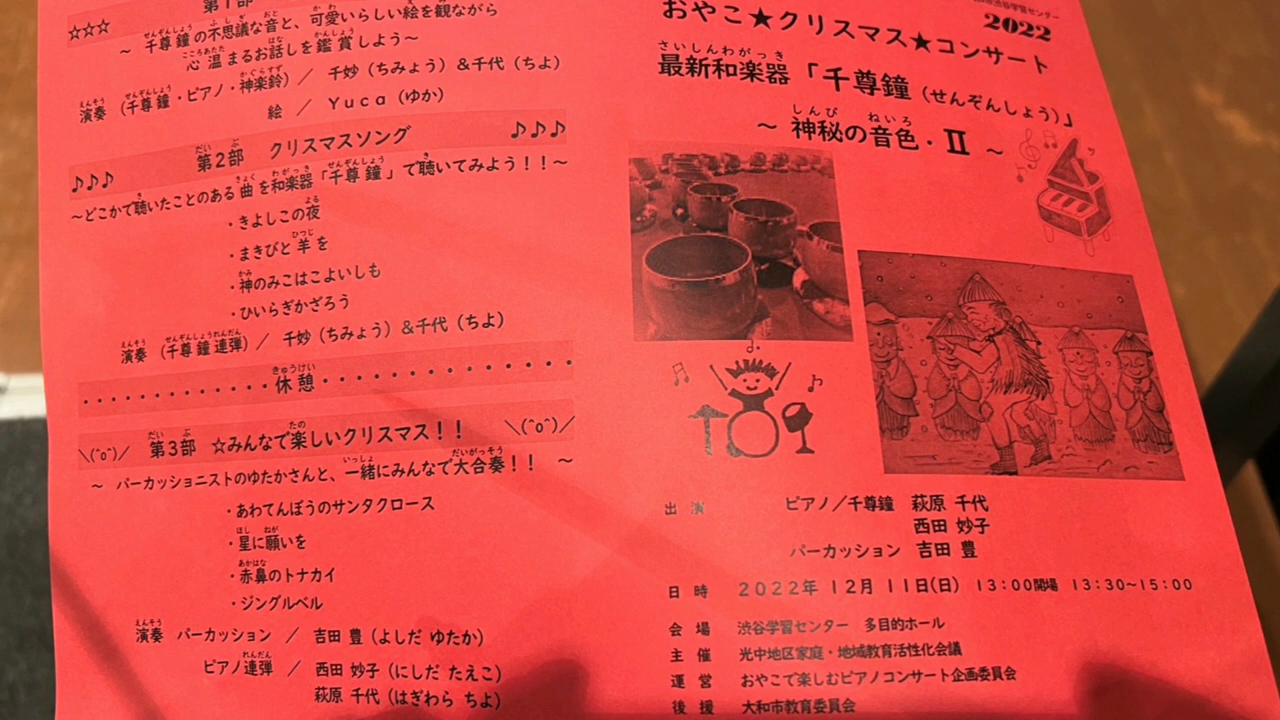 第1部
☆☆☆
～ 千尊鐘の不思議な音と、可愛いらしい絵を観ながら
心温まるお話しを鑑賞しよう～
演奏 (千尊鐘・ピアノ・神楽鈴) ／ 千妙（ちみょう）＆千代（ちよ）
絵 ／ Ｙｕｃａ（ゆか）
♪♪♪ 第2部 クリスマスソング ♪♪♪
～どこかで聴いたことのある曲を和楽器「千尊鐘」で聴いてみよう！！～
・きよしこの夜
・まきびと羊を
・神のみこはこよいしも
・ひいらぎかざろう
演奏 (千尊鐘連弾) ／ 千妙（ちみょう）＆千代（ちよ）
・・・・・・・・・・・・休憩・・・・・・・・・・・・・・
＼(^o^)／ 第3部 ☆みんなで楽しいクリスマス！！ ＼(^o^)／
～ パーカッショニストのゆたかさんと、一緒にみんなで大合奏！！ ～
・あわてんぼうのサンタクロース
・星に願いを
・赤鼻のトナカイ
・ジングルベル
演奏 パーカッション ／ 吉田 豊（よしだ ゆたか）
ピアノ連弾 ／ 西田 妙子（にしだ たえこ）
萩原 千代（はぎわら ちよ）
渋谷学習センター
2022
おやこ★クリスマス★コンサート
最新和楽器「千尊鐘（せんぞんしょう）」
～ 神秘の音色・Ⅱ ～
出 演 ピアノ／千尊鐘 萩原 千代
西田 妙子
パーカッション 吉田 豊
日 時 ２０２２年 １２月 １１日(日) １３：００開場 １３：３０～１５：００
会 場 渋谷学習センター 多目的ホール
主 催 光中地区家庭・地域教育活性化会議
運 営 おやこで楽しむピアノコンサート企画委員会
後 援 大和市教育委員会